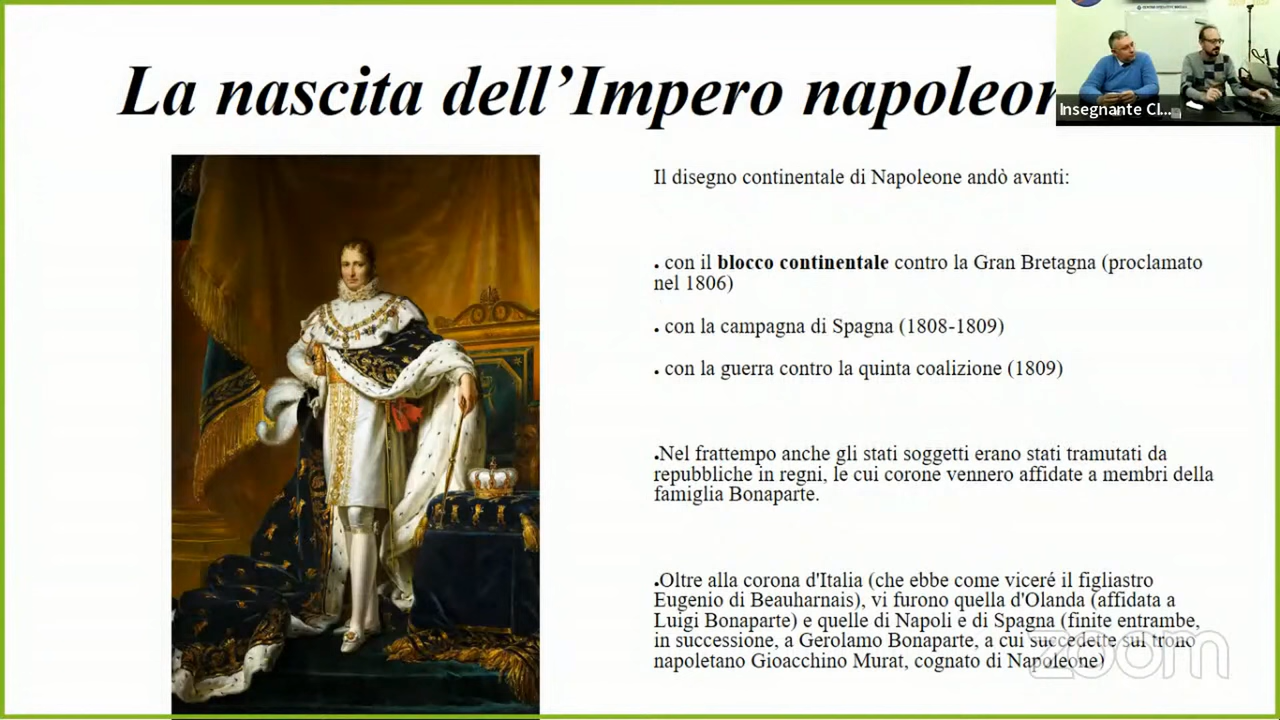 La nascita dell'Impero napoleon
Insegnante Cl...
Il disegno continentale di Napoleone andò avanti:
. con il blocco continentale contro la Gran Bretagna (proclamato
nel 1806)
. con la campagna di Spagna (1808-1809)
. con la guerra contro la quinta coalizione (1809)
.Nel frattempo anche gli stati soggetti erano stati tramutati da
repubbliche in regni, le cui corone vennero affidate a membri della
famiglia Bonaparte.
.Oltre alla corona d'Italia (che ebbe come viceré il figliastro
Eugenio di Beauharnais), vi furono quella d'Olanda (affidata a
Luigi Bonaparte) e quelle di Napoli e di Spagna (finite entrambe,
in successione, a Gerolamo Bonaparte, a cui succedette sul trono
napoletano Gioacchino Murat, cognato di Napoleone)
zoom